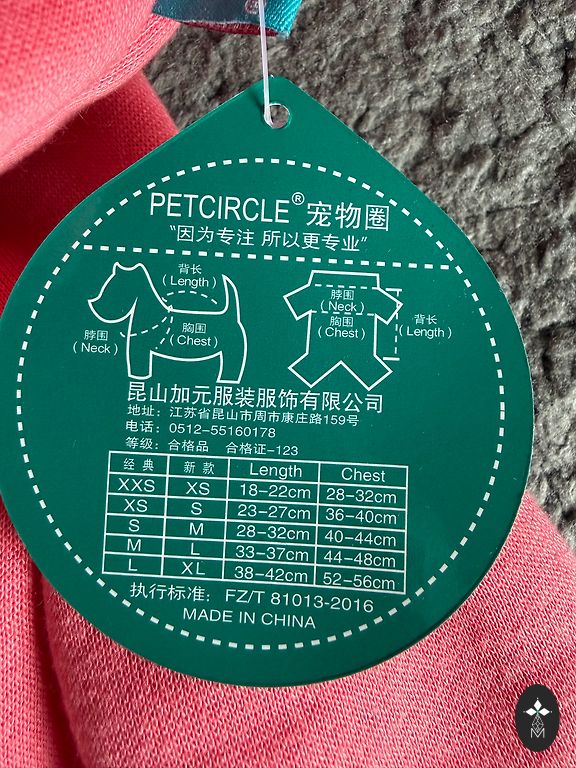 PETCIRCLE® 宠物圈
“因为专注 所以更专业”
背长
(Length)
脖围
(Neck)
胸围
(Chest)
脖围
(Neck)
胸围
(Chest)
背长
(Length)
昆山加元服装服饰有限公司
地址：江苏省昆山市周市康庄路159号
电话：0512-55160178
等级：合格品 合格证-123
经典 新款 Length Chest
XXS XS 18-22cm 28-32cm
XS S 23-27cm 36-40cm
S M 28-32cm 40-44cm
M L 33-37cm 44-48cm
L XL 38-42cm 52-56cm
执行标准：FZ/T 81013-2016
MADE IN CHINA
M